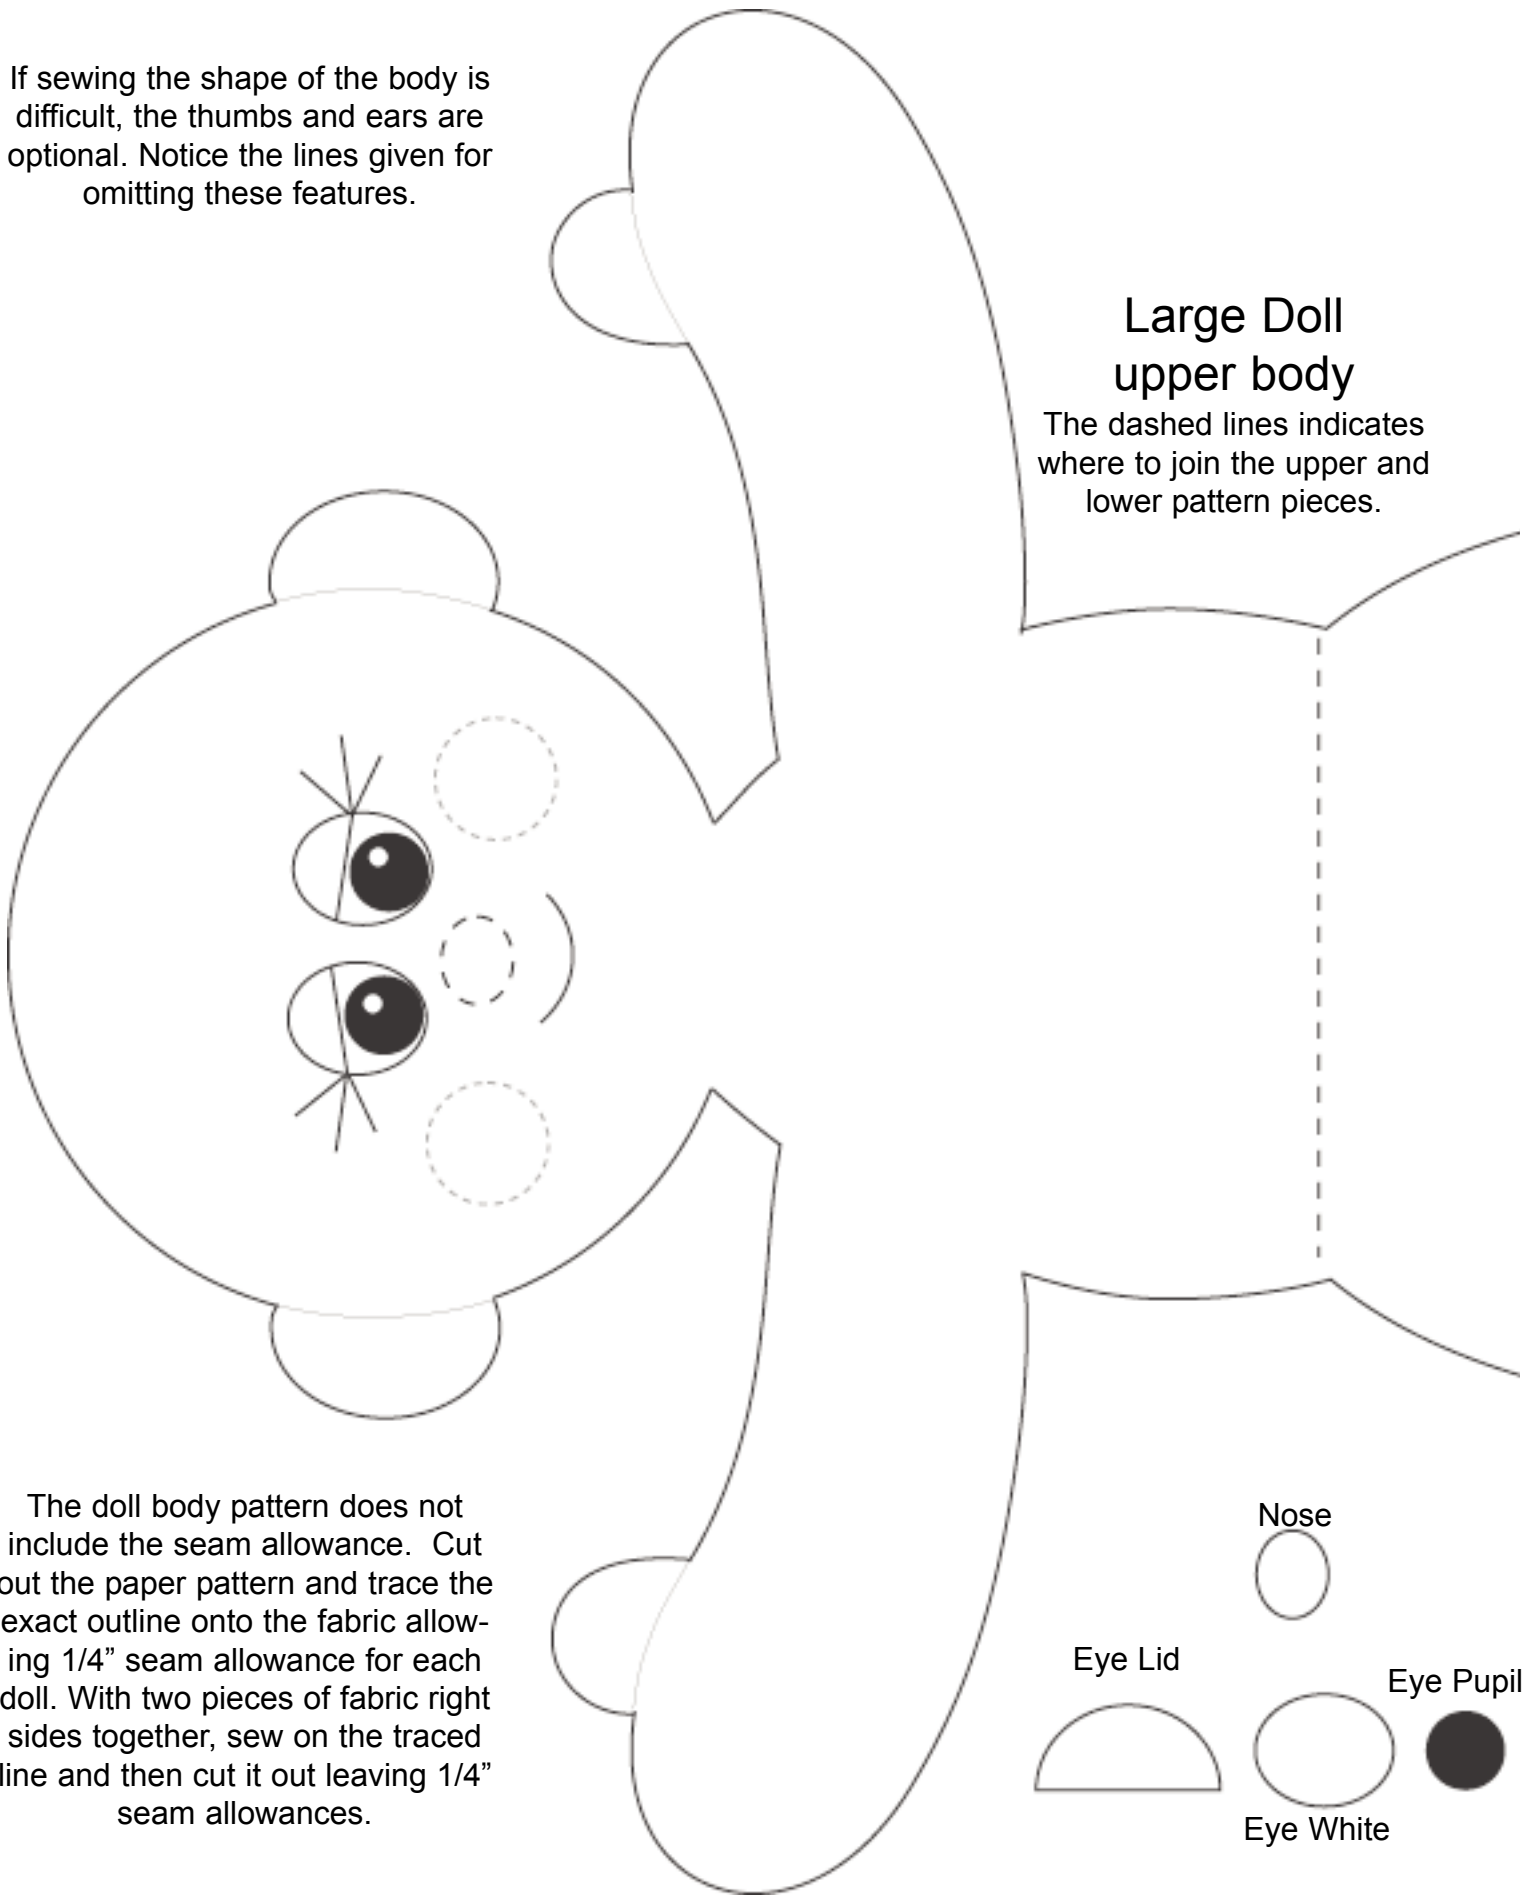 If sewing the shape of the body is
difficult, the thumbs and ears are
optional. Notice the lines given for
omitting these features.
Large Doll
upper body
The dashed lines indicates
where to join the upper and
lower pattern pieces.
The doll body pattern does not
include the seam allowance.  Cut
out the paper pattern and trace the
exact outline onto the fabric allow-
ing 1/4” seam allowance for each
doll. With two pieces of fabric right
sides together, sew on the traced
line and then cut it out leaving 1/4”
seam allowances.
Nose
Eye Lid
Eye Pupil
Eye White